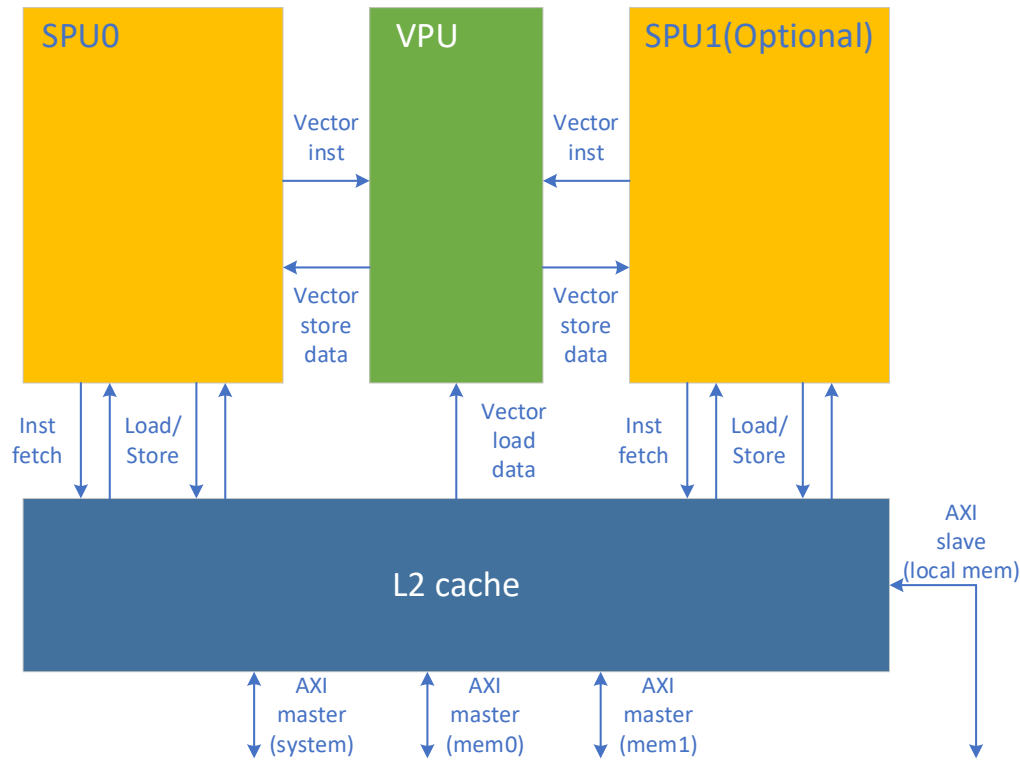 SPU0
VPU
SPU1(Optional)
Vector
inst
Vector
inst
Vector
store
data
Vector
store
data
Inst
fetch
Load/
Store
Vector
load
data
Inst
fetch
Load/
Store
AXI
slave
(local mem)
L2 cache
AXI
master
(system)
AXI
master
(mem0)
AXI
master
(mem1)